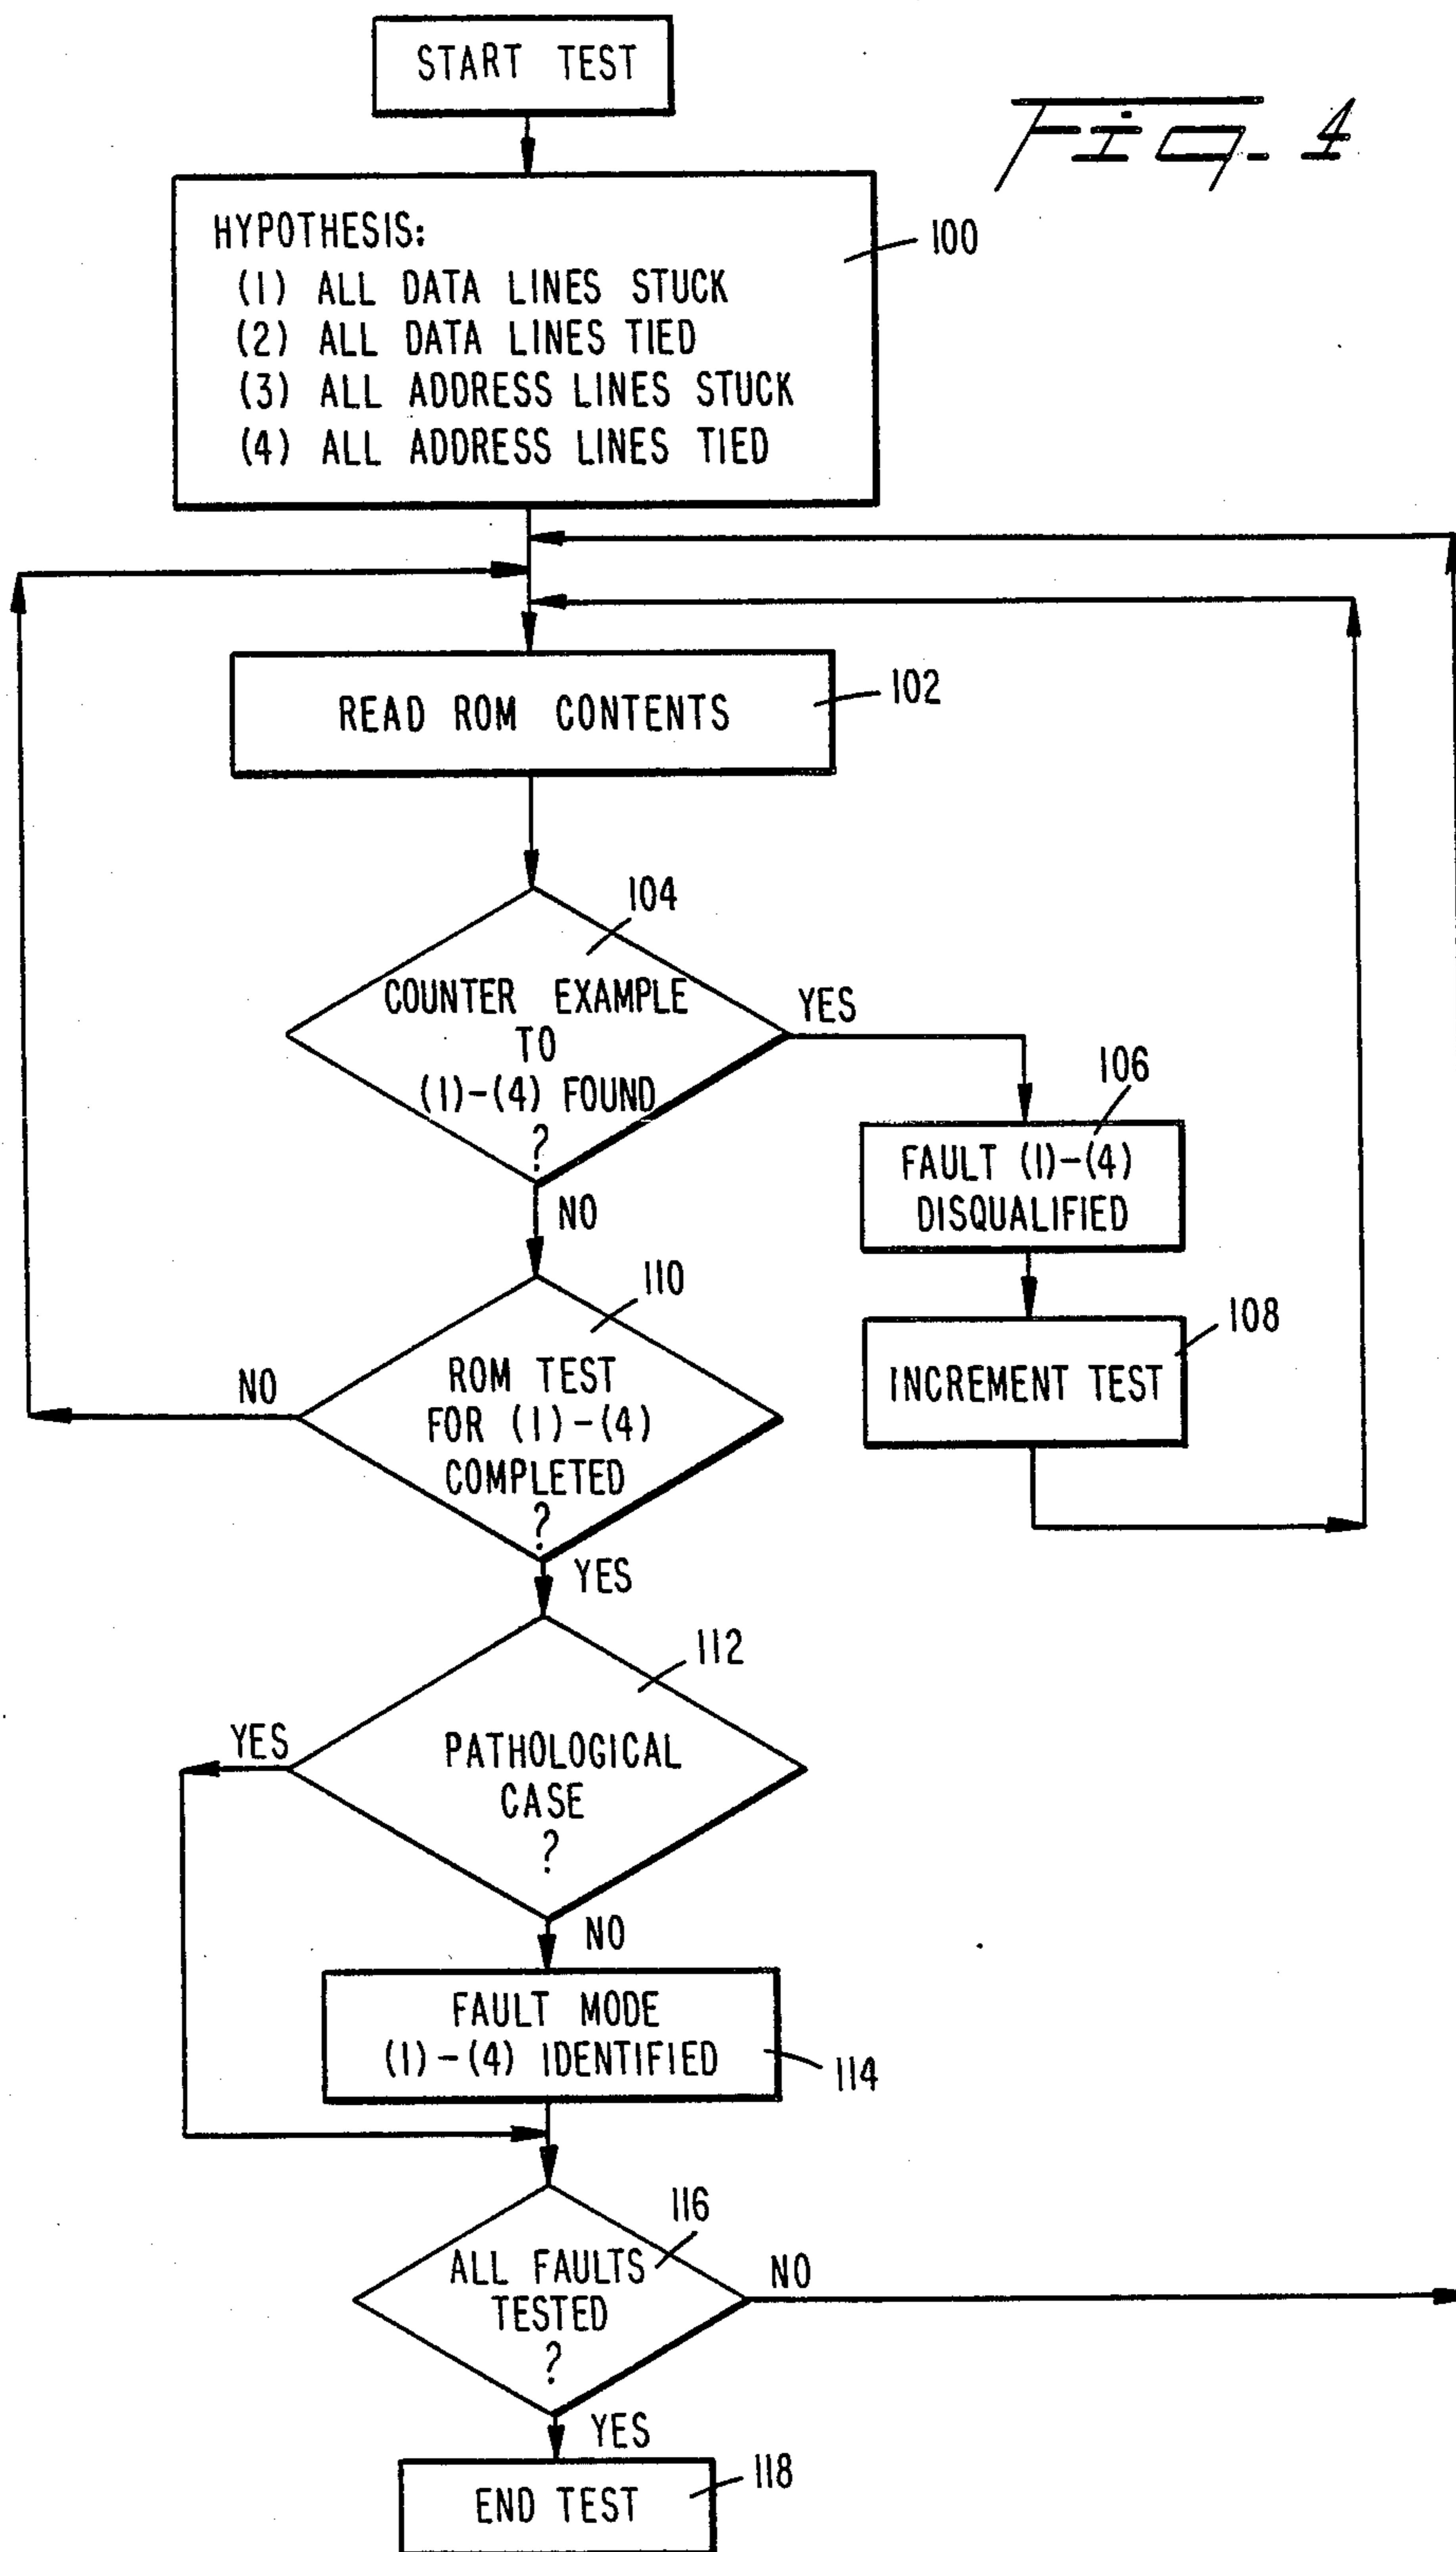 START TEST
Fig. 4
HYPOTHESIS:
(1) ALL DATA LINES STUCK
(2) ALL DATA LINES TIED
(3) ALL ADDRESS LINES STUCK
(4) ALL ADDRESS LINES TIED
100
READ ROM CONTENTS
102
104
COUNTER EXAMPLE
TO
(1)-(4) FOUND
?
YES
NO
106
FAULT (1)-(4)
DISQUALIFIED
108
INCREMENT TEST
110
ROM TEST
FOR (1)-(4)
COMPLETED
?
NO
YES
112
PATHOLOGICAL
CASE
?
YES
NO
FAULT MODE
(1)-(4) IDENTIFIED
114
116
ALL FAULTS
TESTED
?
NO
YES
118
END TEST